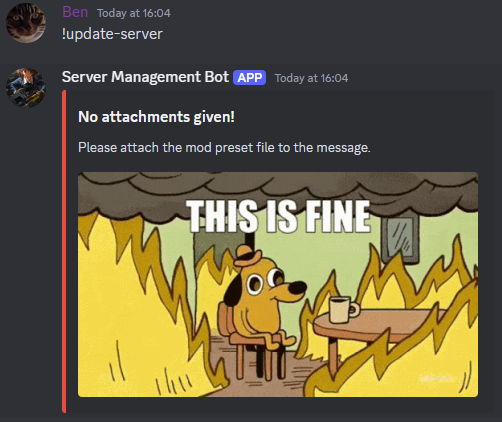 Ben Today at 16:04
!update-server
Server Management Bot APP Today at 16:04
No attachments given!
Please attach the mod preset file to the message.
THIS IS FINE